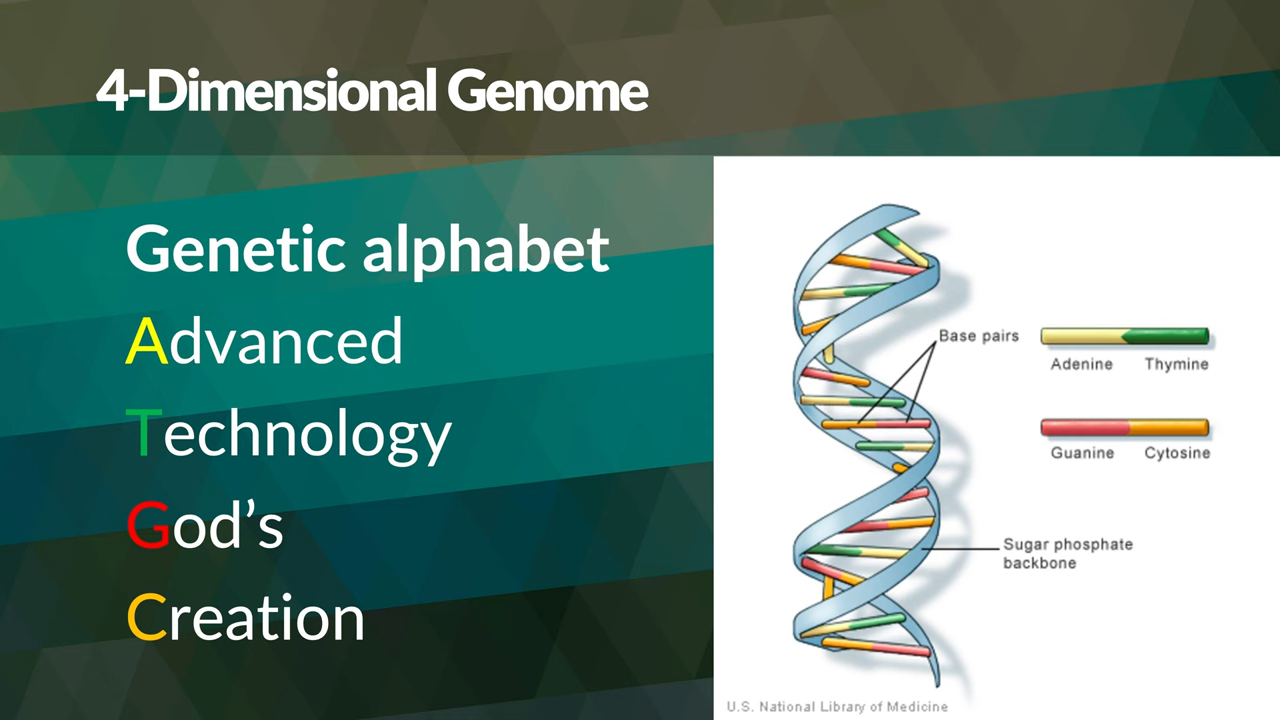 4-Dimensional Genome
Genetic alphabet
Advanced
Technology
God’s
Creation
Base pairs
Adenine Thymine
Guanine Cytosine
Sugar phosphate
backbone
U.S. National Library of Medicine